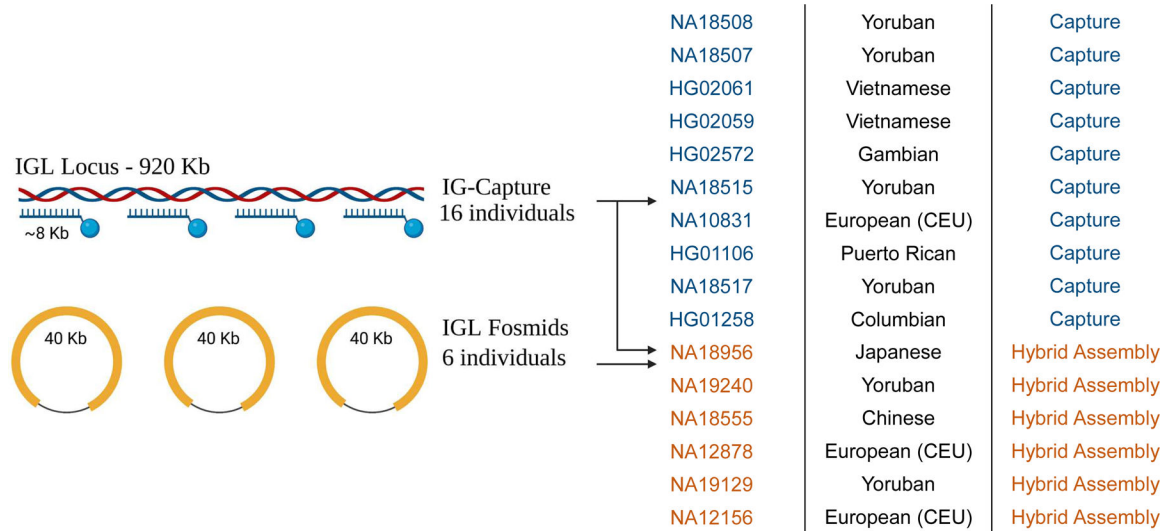 IGL Locus - 920 Kb
~8 Kb
IG-Capture
16 individuals
40 Kb
40 Kb
40 Kb
IGL Fosmids
6 individuals
NA18508 Yoruban Capture
NA18507 Yoruban Capture
HG02061 Vietnamese Capture
HG02059 Vietnamese Capture
HG02572 Gambian Capture
NA18515 Yoruban Capture
NA10831 European (CEU) Capture
HG01106 Puerto Rican Capture
NA18517 Yoruban Capture
HG01258 Columbian Capture
NA18956 Japanese Hybrid Assembly
NA19240 Yoruban Hybrid Assembly
NA18555 Chinese Hybrid Assembly
NA12878 European (CEU) Hybrid Assembly
NA19129 Yoruban Hybrid Assembly
NA12156 European (CEU) Hybrid Assembly